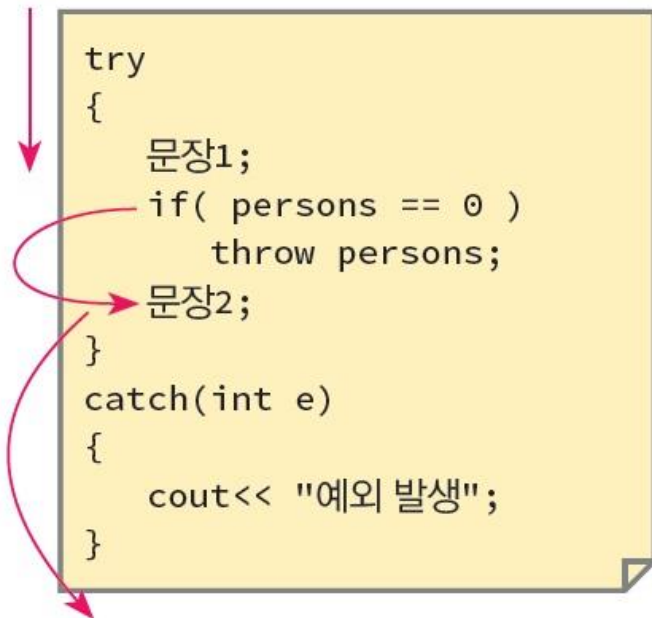 try
{
문장1;
if( persons == 0 )
throw persons;
문장2;
}
catch(int e)
{
cout<< "예외 발생";
}